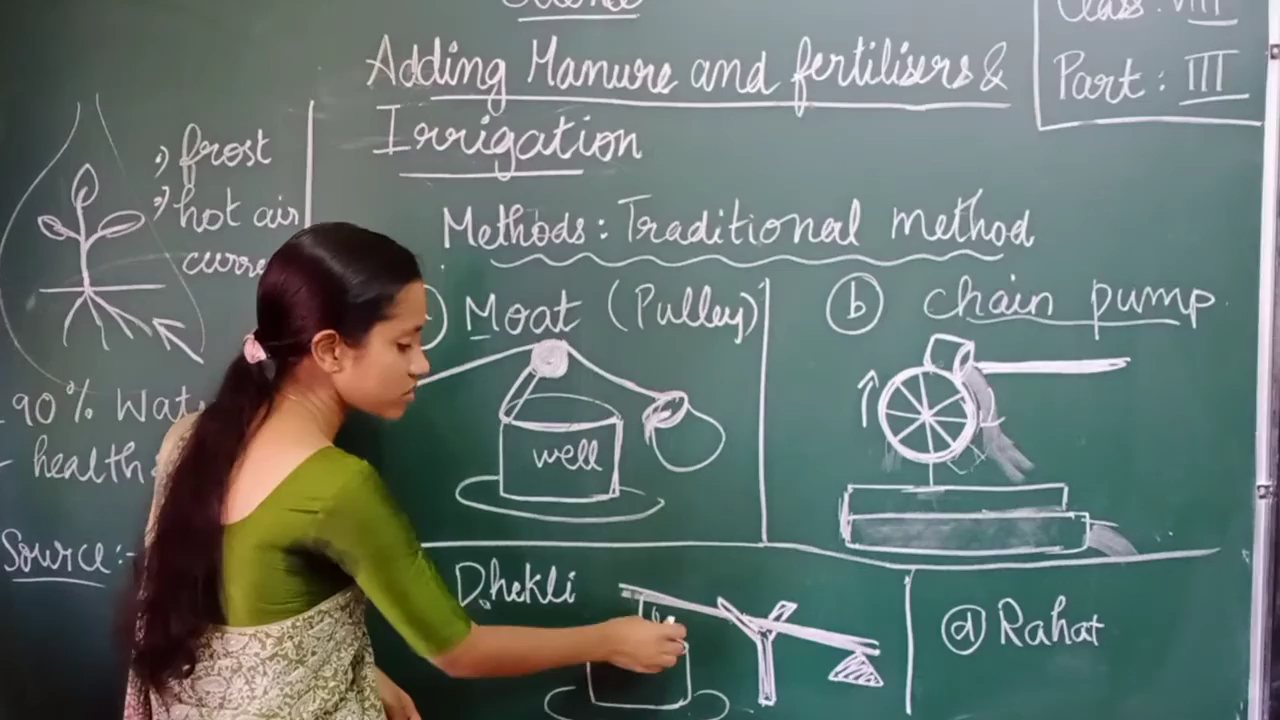 Science
Class : VIII
Part : III
Adding Manure and fertilisers &
Irrigation
frost
hot air
90% Wat
health
Source:-
Methods: Traditional method
Moat (Pulley)
well
b chain pump
Dhekli
d Rahat